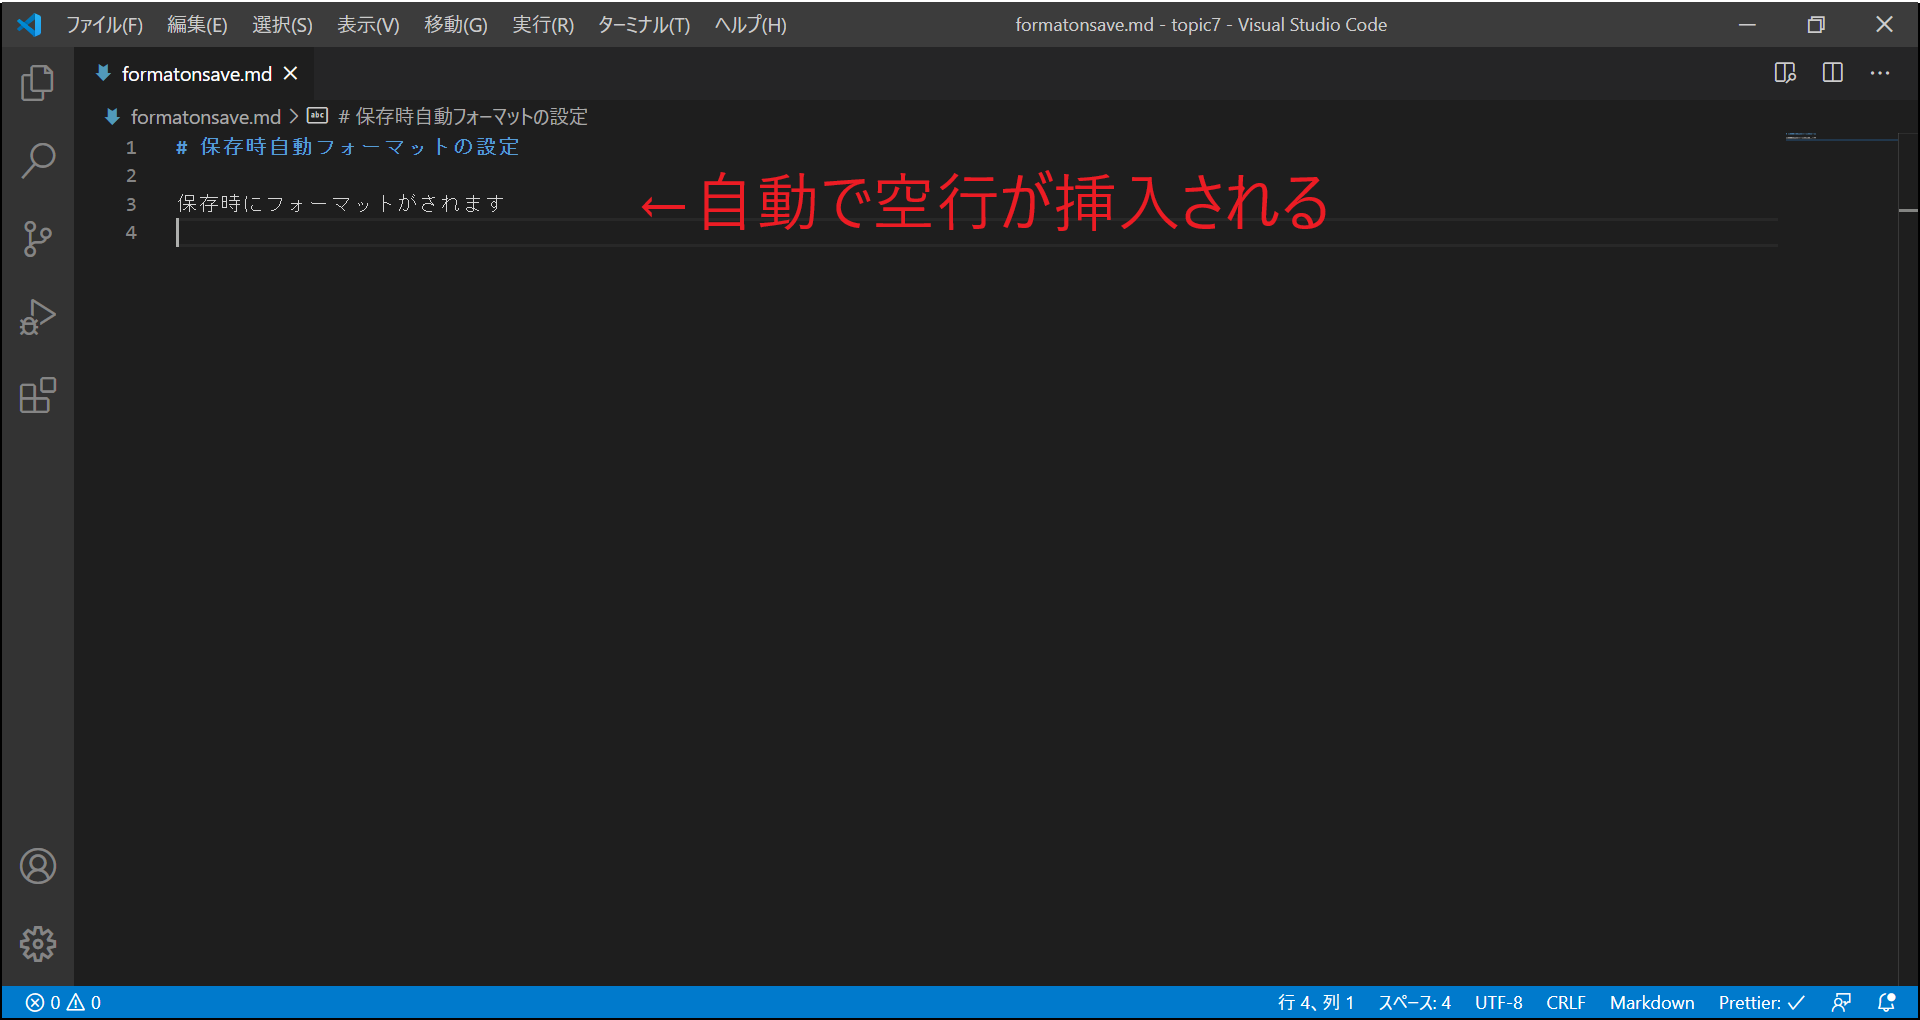 ファイル(F) 編集(E) 選択(S) 表示(V) 移動(G) 実行(R) ターミナル(T) ヘルプ(H) formatonsave.md - topic7 - Visual Studio Code
formatonsave.md
formatonsave.md > abc # 保存時自動フォーマットの設定
1 # 保存時自動フォーマットの設定
2
3 保存時にフォーマットがされます
←自動で空行が挿入される
4
0 0 行 4、列 1 スペース: 4 UTF-8 CRLF Markdown Prettier: ✓